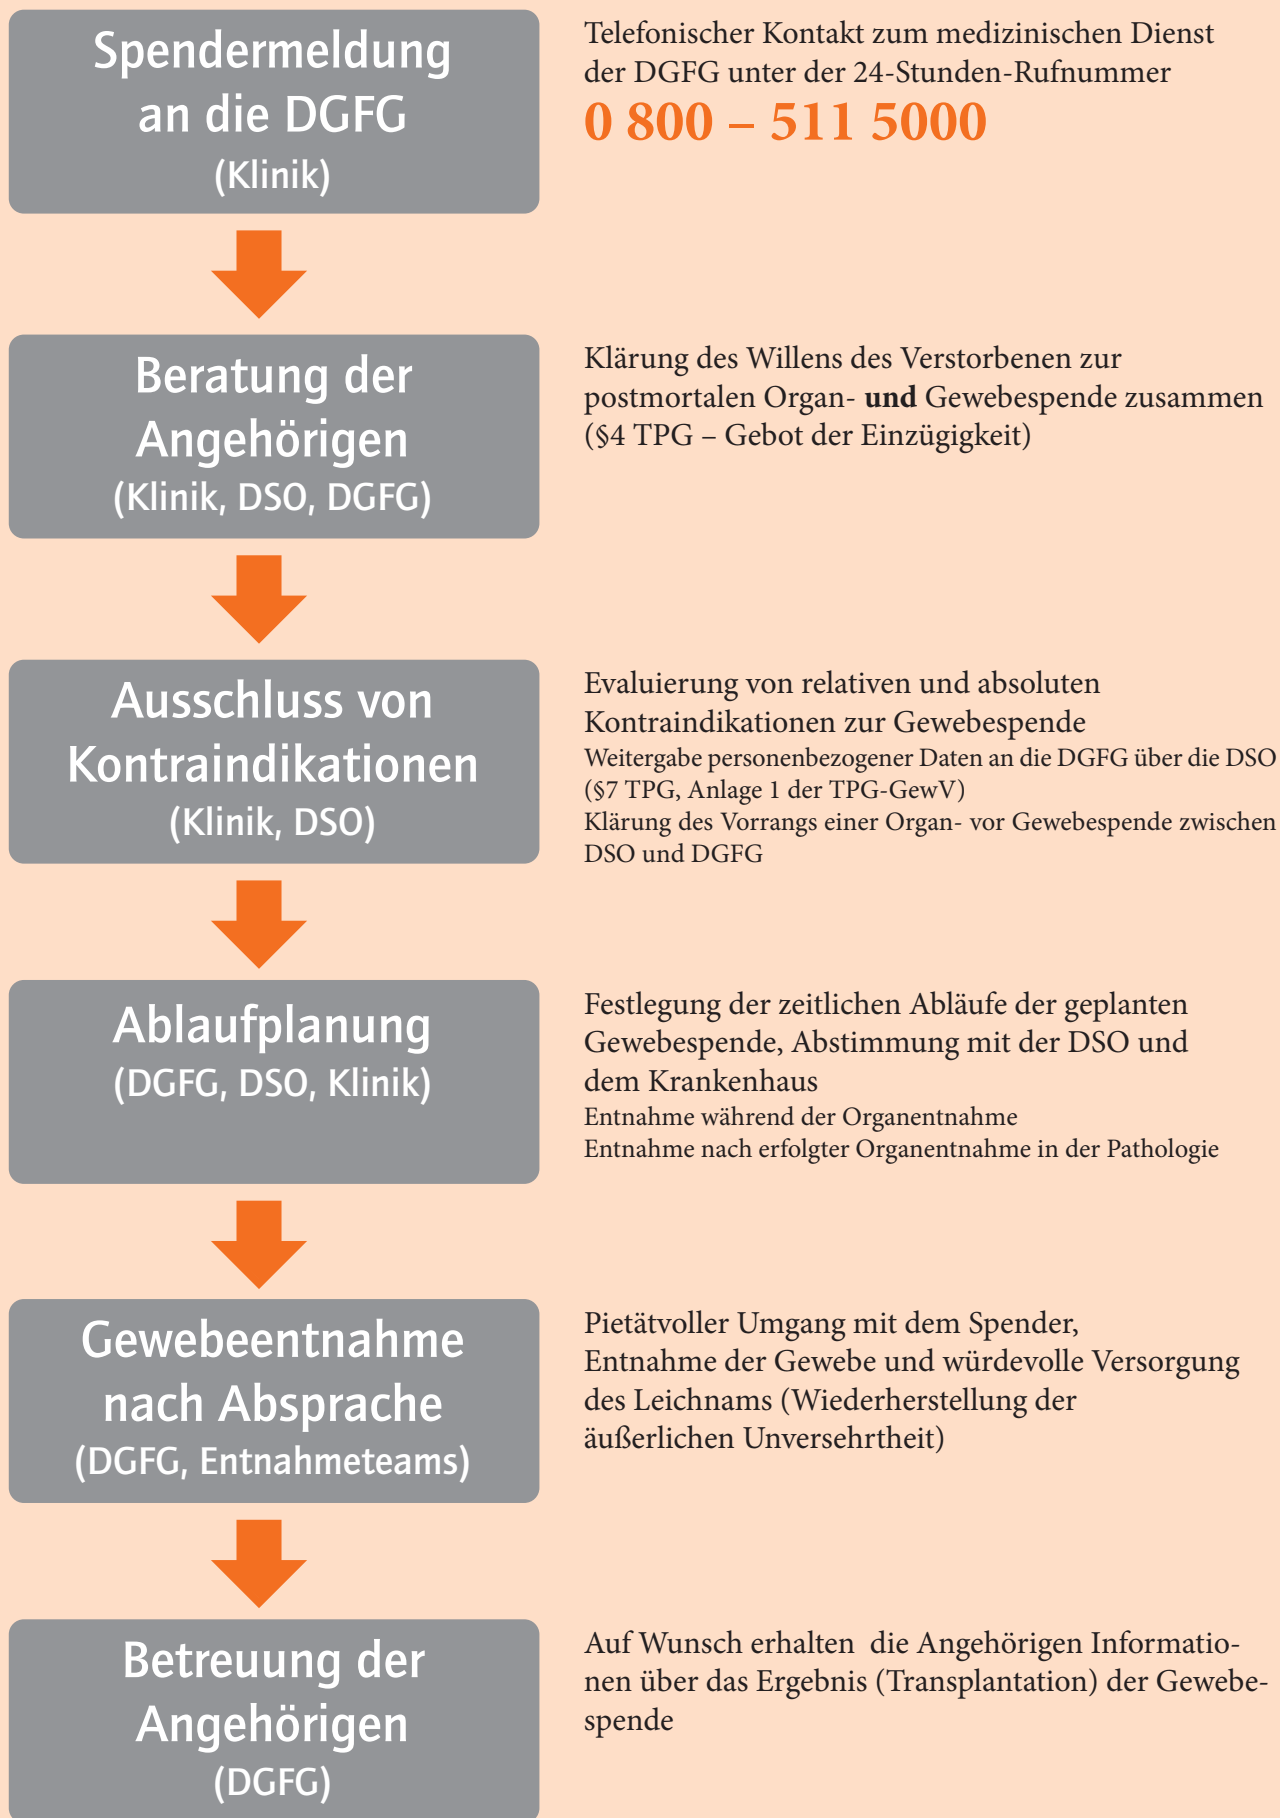 Spendermeldung
an die DGFG
(Klinik)
Telefonischer Kontakt zum medizinischen Dienst
der DGFG unter der 24-Stunden-Rufnummer
0 800 – 511 5000
Beratung der
Angehörigen
(Klinik, DSO, DGFG)
Klärung des Willens des Verstorbenen zur
postmortalen Organ- und Gewebespende zusammen
(§4 TPG – Gebot der Einzügigkeit)
Ausschluss von
Kontraindikationen
(Klinik, DSO)
Evaluierung von relativen und absoluten
Kontraindikationen zur Gewebespende
Weitergabe personenbezogener Daten an die DGFG über die DSO
(§7 TPG, Anlage 1 der TPG-GewV)
Klärung des Vorrangs einer Organ- vor Gewebespende zwischen
DSO und DGFG
Ablaufplanung
(DGFG, DSO, Klinik)
Festlegung der zeitlichen Abläufe der geplanten
Gewebespende, Abstimmung mit der DSO und
dem Krankenhaus
Entnahme während der Organentnahme
Entnahme nach erfolgter Organentnahme in der Pathologie
Gewebeentnahme
nach Absprache
(DGFG, Entnahmeteams)
Pietätvoller Umgang mit dem Spender,
Entnahme der Gewebe und würdevolle Versorgung
des Leichnams (Wiederherstellung der
äußerlichen Unversehrtheit)
Betreuung der
Angehörigen
(DGFG)
Auf Wunsch erhalten  die Angehörigen Informatio-
nen über das Ergebnis (Transplantation) der Gewebe-
spende